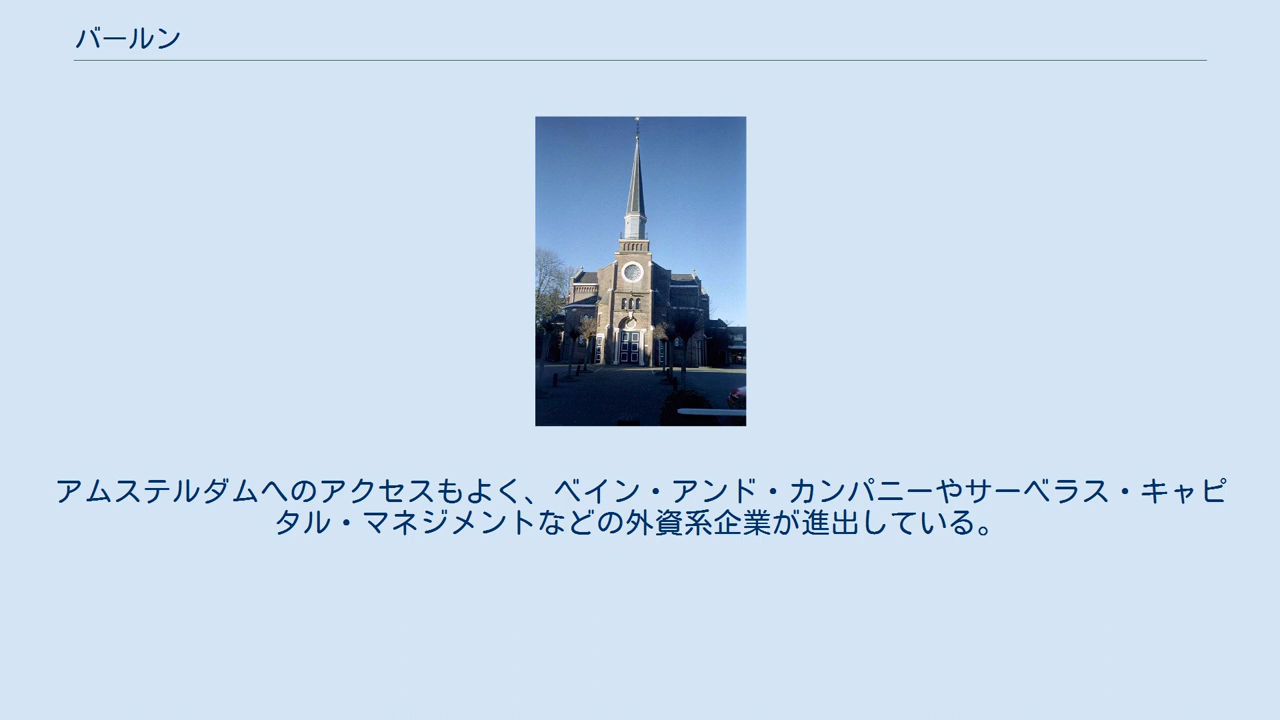 バールン
アムステルダムへのアクセスもよく、ベイン・アンド・カンパニーやサーベラス・キャピ
タル・マネジメントなどの外資系企業が進出している。